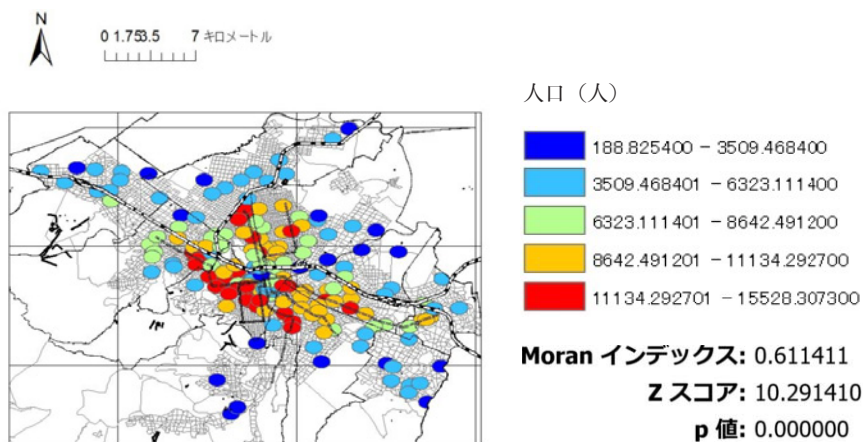 N
0 1.753.5 7 キロメートル
人口（人）
188.825400 - 3509.468400
3509.468401 - 6323.111400
6323.111401 - 8642.491200
8642.491201 - 11134.292700
11134.292701 - 15528.307300
Moran インデックス: 0.611411
Z スコア: 10.291410
p 値: 0.000000